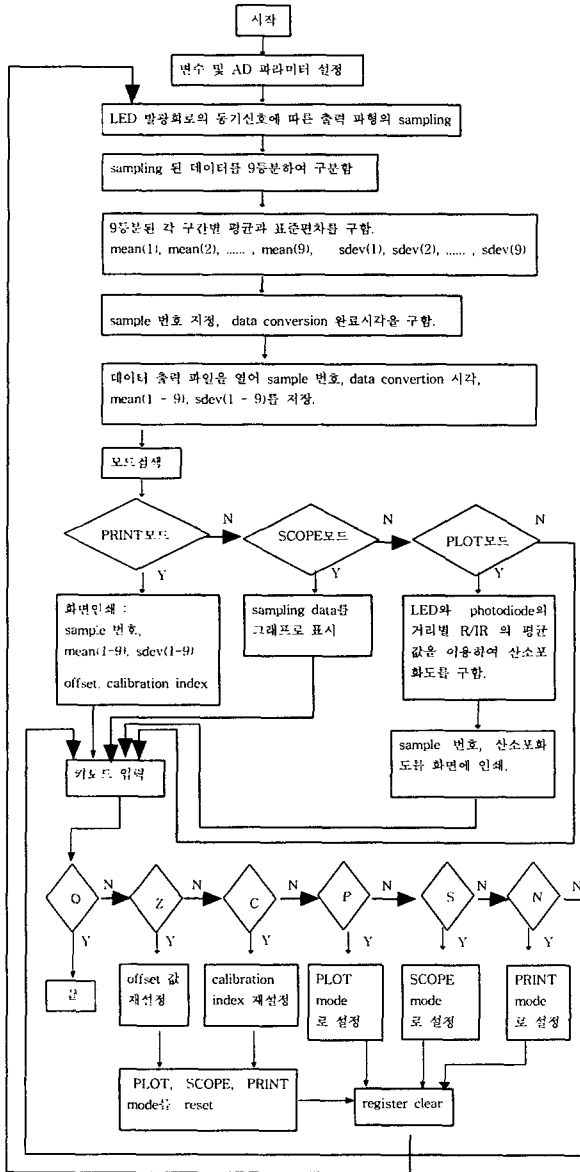 시작
변수 및 AD 파라미터 설정
LED 발광회로의 동기신호에 따른 출력 파형의 sampling
sampling 된 데이터를 9등분하여 구분함
9등분된 각 구간별 평균과 표준편차를 구함.
mean(1), mean(2), ...... , mean(9), sdev(1), sdev(2), ...... , sdev(9)
sample 번호 지정, data conversion 완료시각을 구함.
데이터 출력 파일을 열어 sample 번호, data convertion 시각,
mean(1 - 9), sdev(1 - 9)를 저장.
모드검색
PRINT모드
N
Y
SCOPE모드
N
Y
PLOT모드
N
Y
화면인쇄 :
sample 번호,
mean(1-9), sdev(1-9)
offset, calibration index
sampling data를
그래프로 표시
LED와 photodiode의
거리별 R/IR 의 평균
값을 이용하여 산소포
화도를 구함.
sample 번호, 산소포화
도를 화면에 인쇄.
키보드 입력
Q
N
Y
Z
N
Y
C
N
Y
P
N
Y
S
N
Y
N
N
Y
끝
offset 값
재설정
calibration
index 재설정
PLOT
mode
로 설정
SCOPE
mode
로 설정
PRINT
mode
로 설정
PLOT, SCOPE, PRINT
mode를 reset
register clear